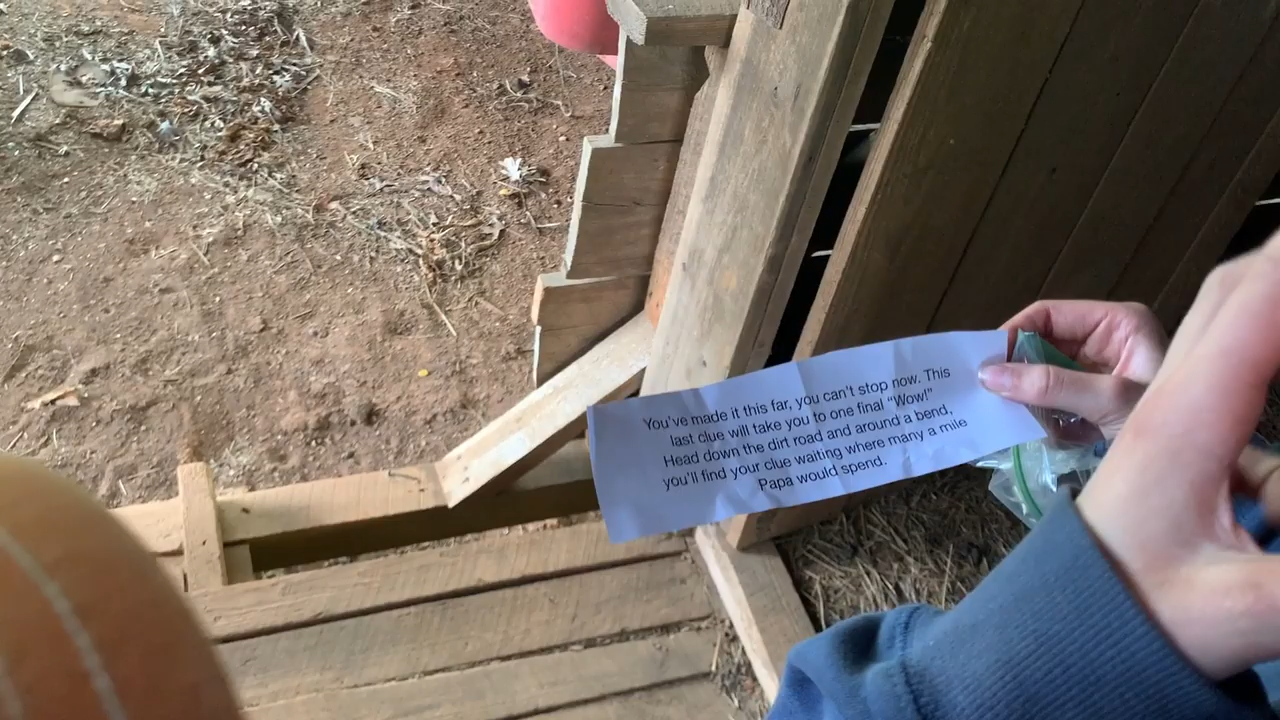 You've made it this far, you can't stop now. This
last clue will take you to one final “Wow!”
Head down the dirt road and around a bend,
you'll find your clue waiting where many a mile
Papa would spend.